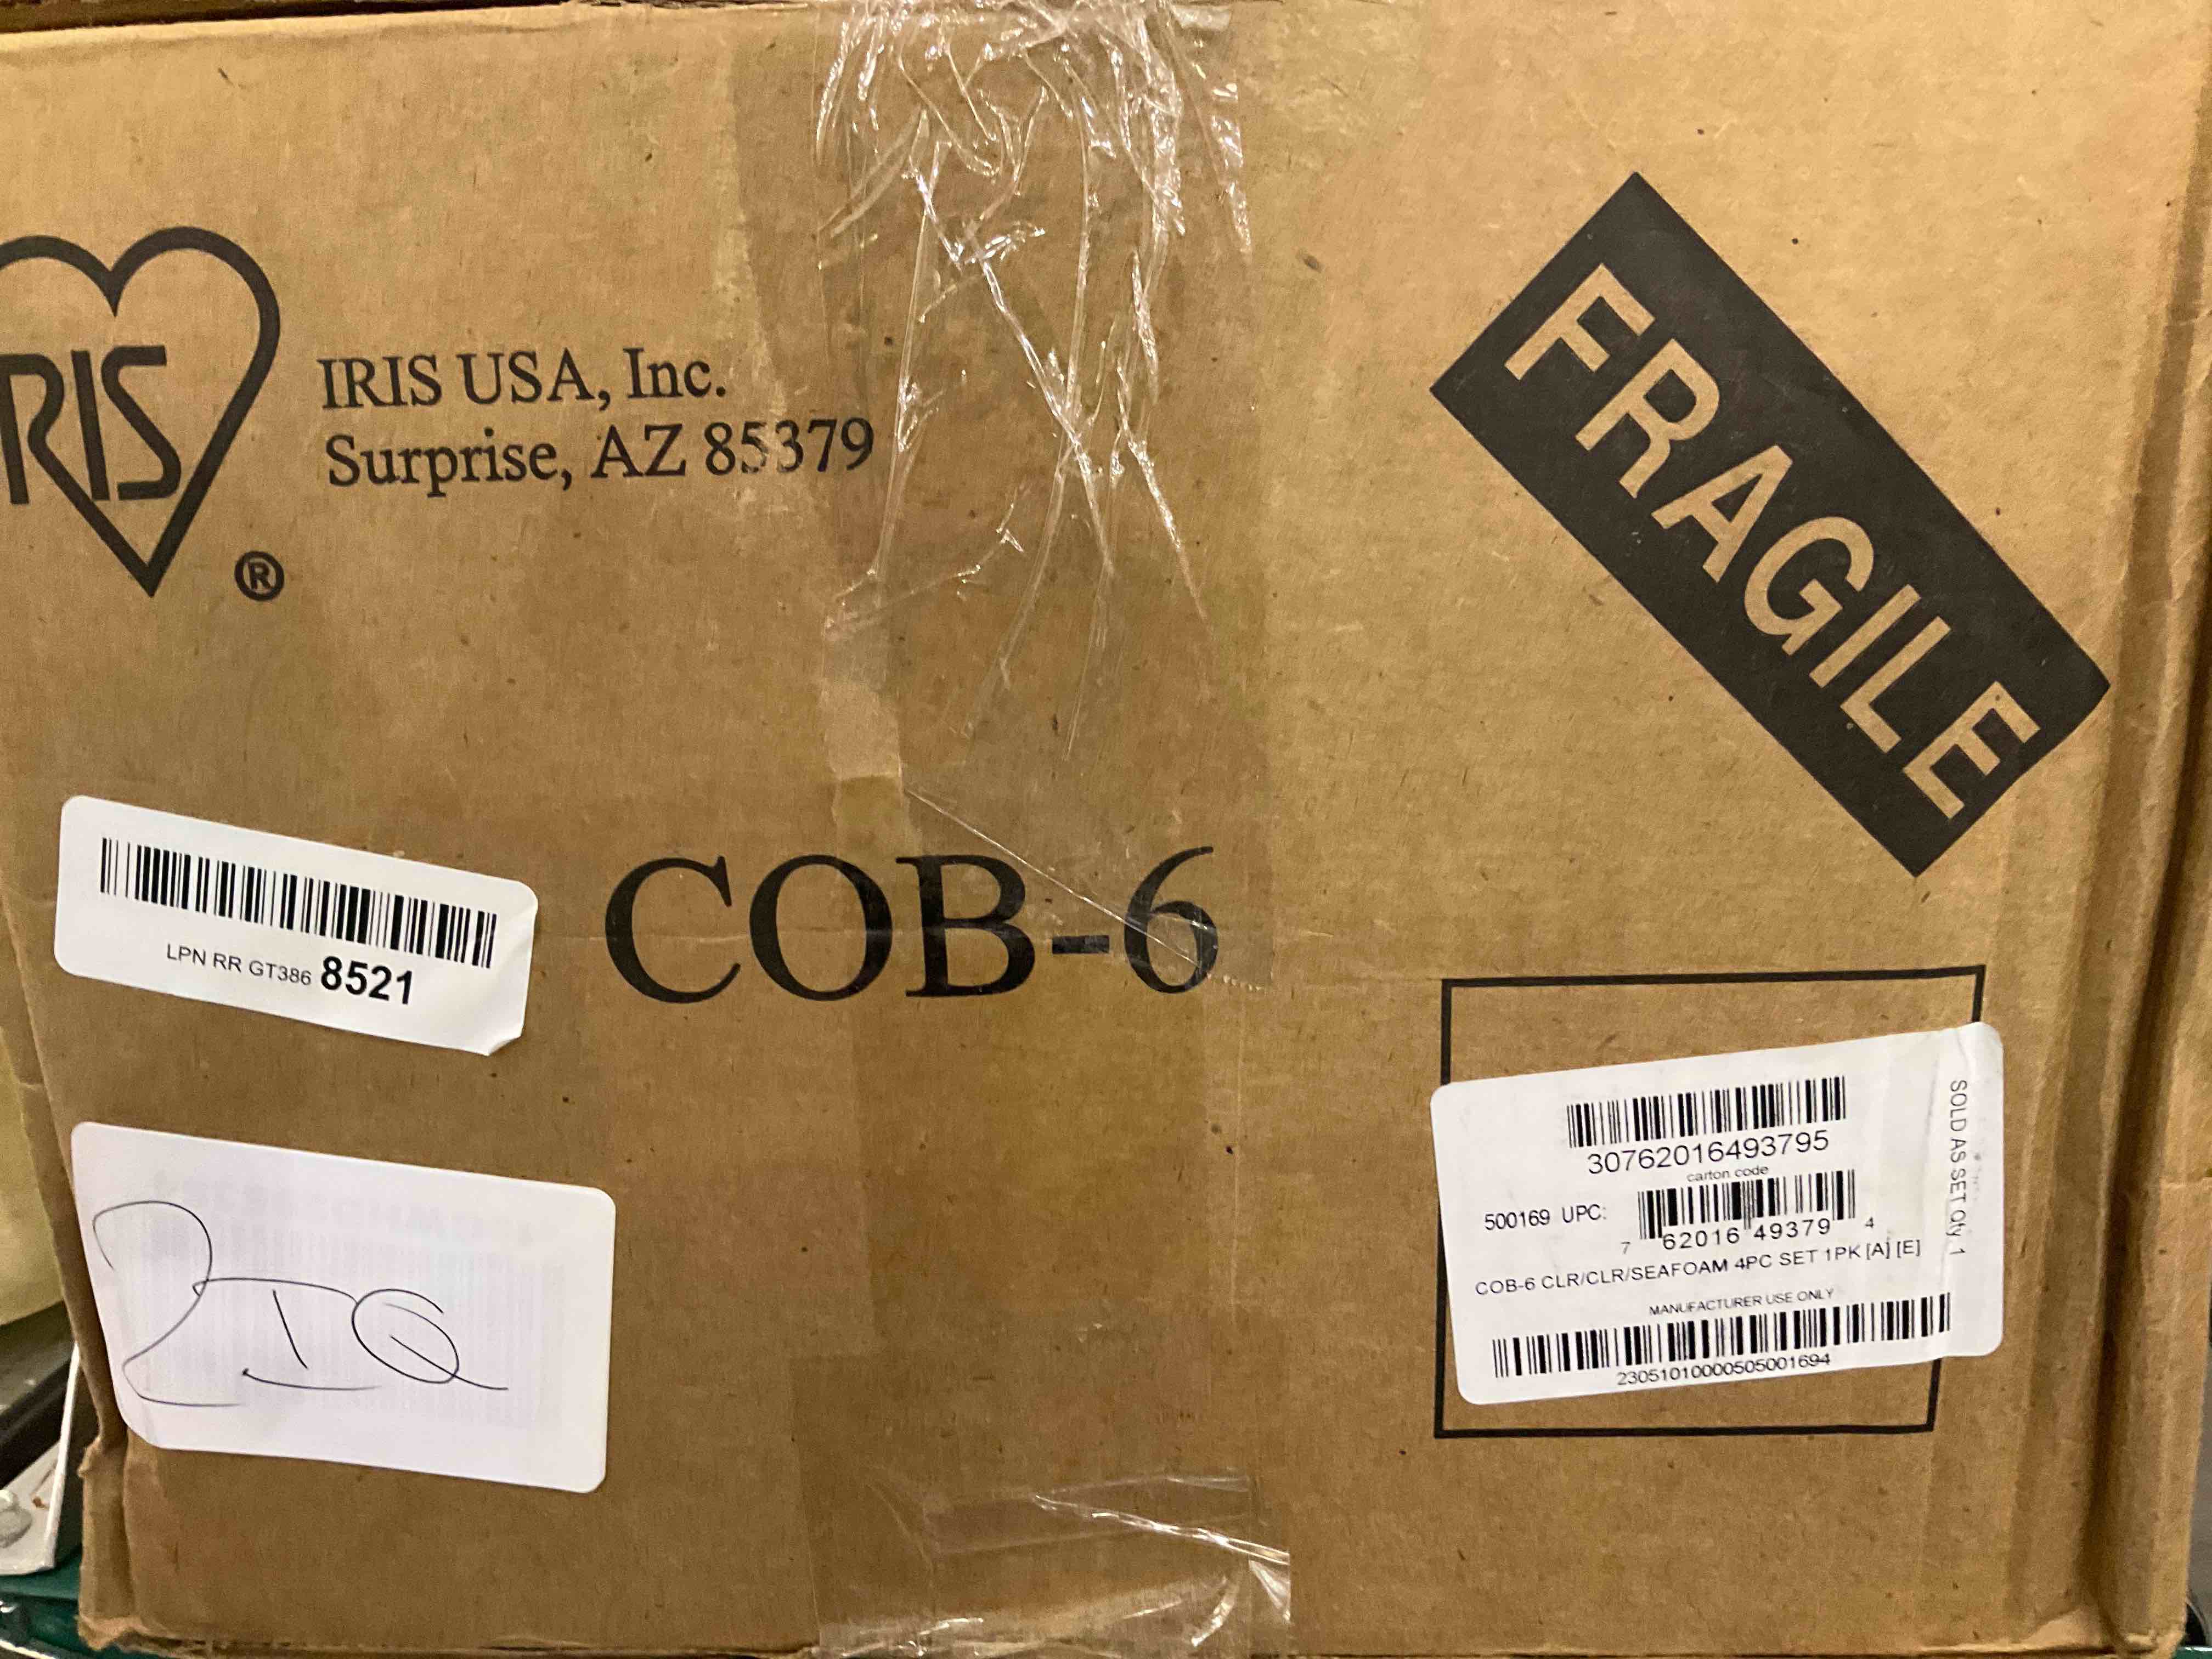 RIS
®
IRIS USA, Inc.
Surprise, AZ 85379
FRAGILE
COB-6
LPN RR GT386 8521
30762016493795
carton code
500169 UPC:
7 62016 49379 4
COB-6 CLR/CLR/SEAFOAM 4PC SET 1PK [A] [E]
MANUFACTURER USE ONLY
23051010000505001694
SOLD AS SET Qty 1